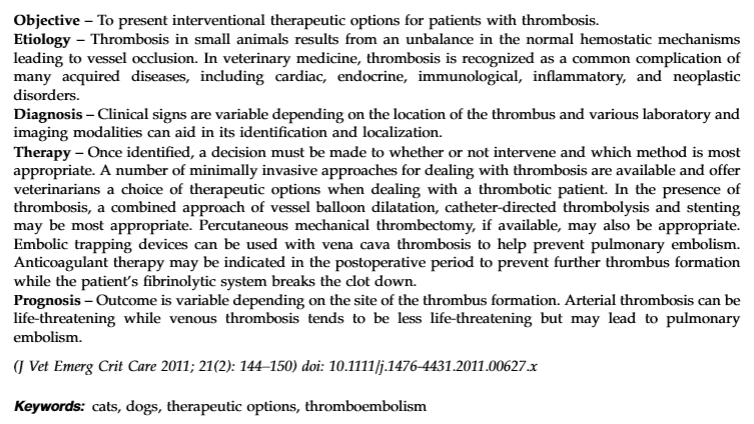 Objective – To present interventional therapeutic options for patients with thrombosis.
Etiology – Thrombosis in small animals results from an unbalance in the normal hemostatic mechanisms
leading to vessel occlusion. In veterinary medicine, thrombosis is recognized as a common complication of
many acquired diseases, including cardiac, endocrine, immunological, inflammatory, and neoplastic
disorders.
Diagnosis – Clinical signs are variable depending on the location of the thrombus and various laboratory and
imaging modalities can aid in its identification and localization.
Therapy – Once identified, a decision must be made to whether or not intervene and which method is most
appropriate. A number of minimally invasive approaches for dealing with thrombosis are available and offer
veterinarians a choice of therapeutic options when dealing with a thrombotic patient. In the presence of
thrombosis, a combined approach of vessel balloon dilatation, catheter-directed thrombolysis and stenting
may be most appropriate. Percutaneous mechanical thrombectomy, if available, may also be appropriate.
Embolic trapping devices can be used with vena cava thrombosis to help prevent pulmonary embolism.
Anticoagulant therapy may be indicated in the postoperative period to prevent further thrombus formation
while the patient's fibrinolytic system breaks the clot down.
Prognosis – Outcome is variable depending on the site of the thrombus formation. Arterial thrombosis can be
life-threatening while venous thrombosis tends to be less life-threatening but may lead to pulmonary
embolism.
(J Vet Emerg Crit Care 2011; 21(2): 144–150) doi: 10.1111/j.1476-4431.2011.00627.x
Keywords: cats, dogs, therapeutic options, thromboembolism